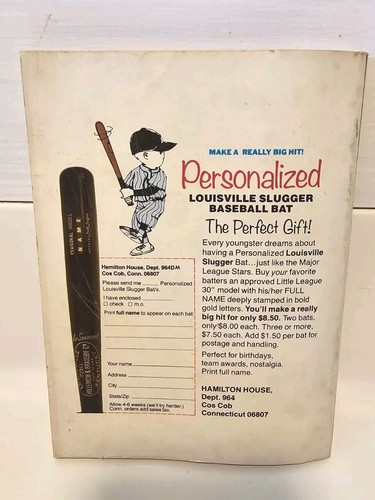 MAKE A REALLY BIG HIT!
Personalized
LOUISVILLE SLUGGER
BASEBALL BAT
The Perfect Gift!
Every youngster dreams about
having a Personalized Louisville
Slugger Bat...just like the Major
League Stars. Buy your favorite
batters an approved Little League
30" model with his/her FULL
NAME deeply stamped in bold
gold letters. You'll make a really
big hit for only $8.50. Two bats,
only $8.00 each. Three or more,
$7.50 each. Add $1.50 per bat for
postage and handling.
Perfect for birthdays,
team awards, nostalgia.
Print full name.
HAMILTON HOUSE,
Dept. 964
Cos Cob
Connecticut 06807
Hamilton House, Dept. 964DM
Cos Cob, Conn. 06807
Please send me Personalized
Louisville Slugger Bat/s.
I have enclosed
check m.o.
Print full name to appear on each bat
Your name
Address
City
State/Zip
Allow 4-6 weeks (we'll try harder.)
Conn. orders add sales tax.
PERSONAL MODEL
NAME
HILLERICH & BRADSBY CO